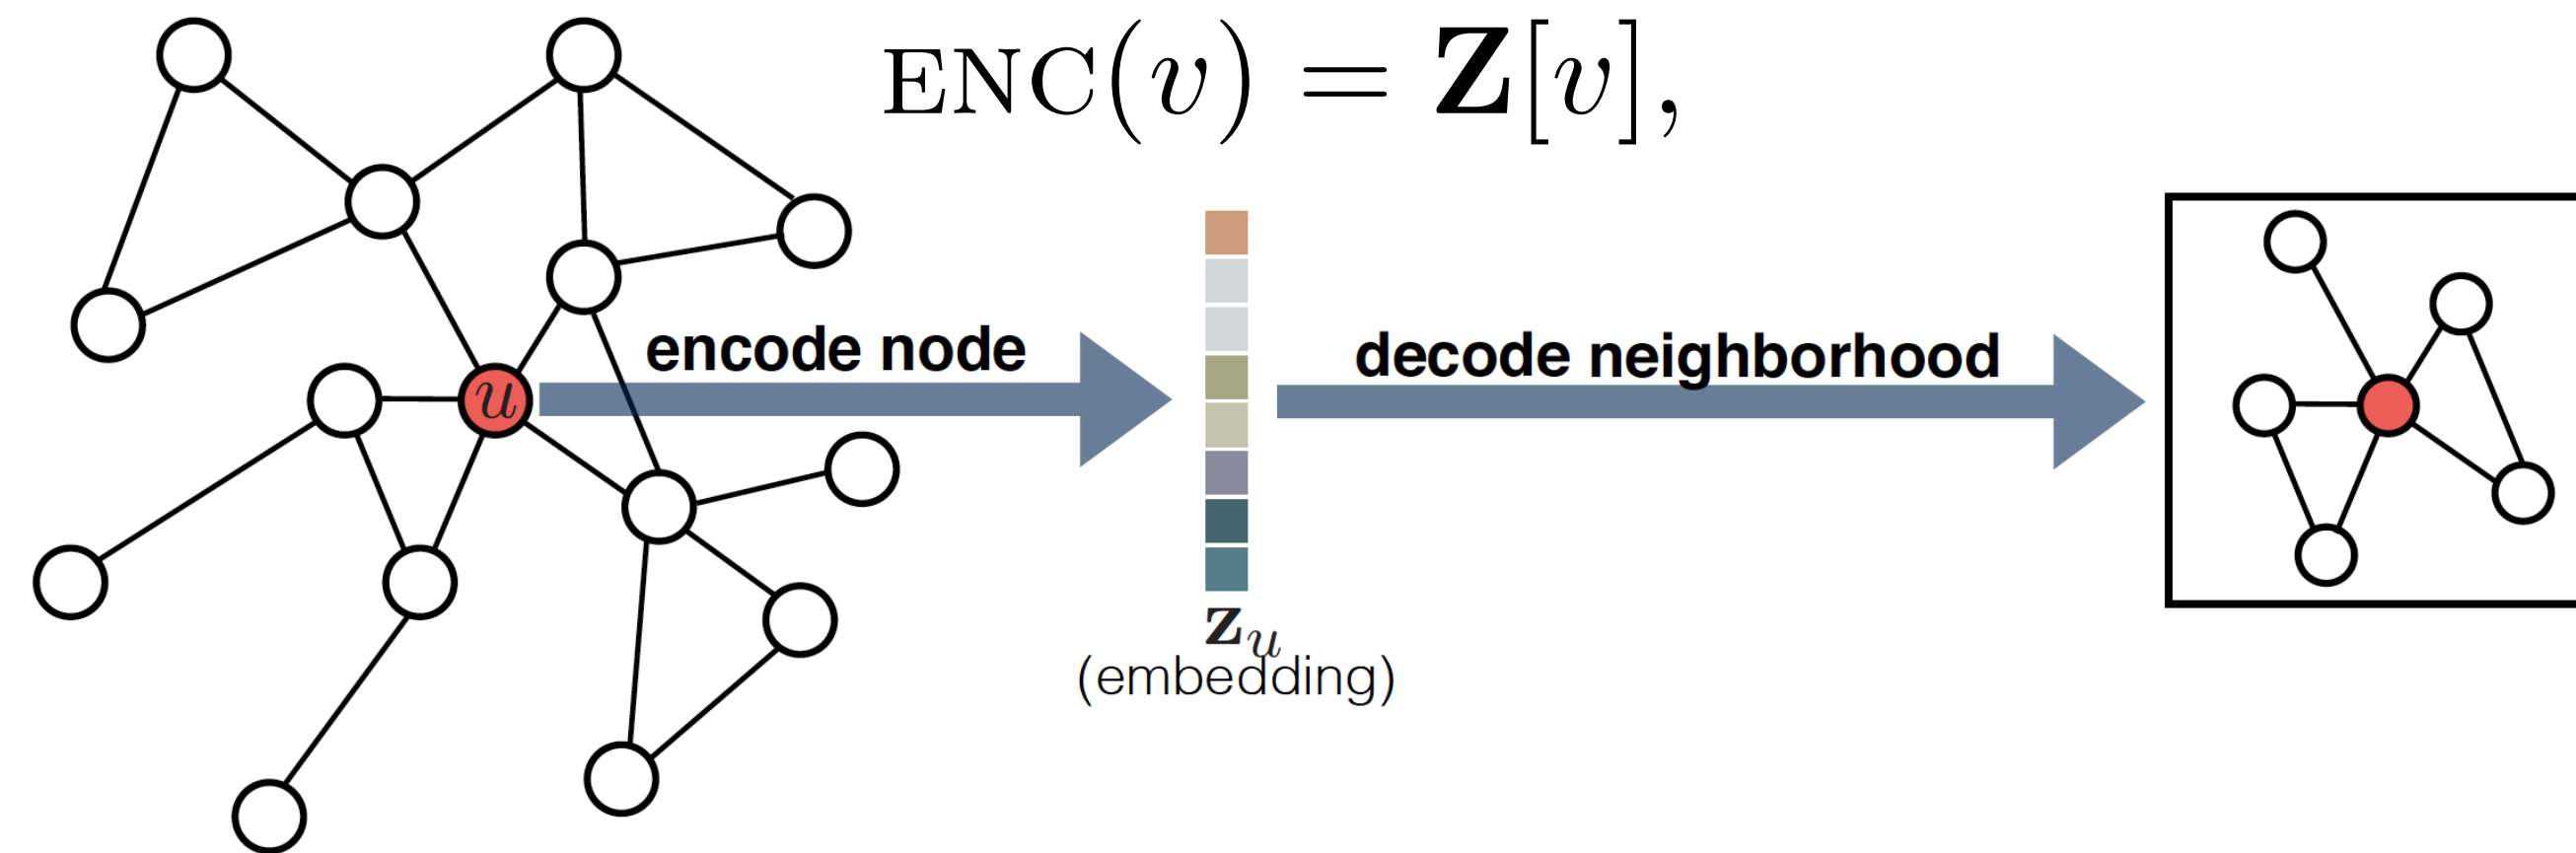 ENC(v) = Z[v],
encode node
decode neighborhood
u
z_u
(embedding)